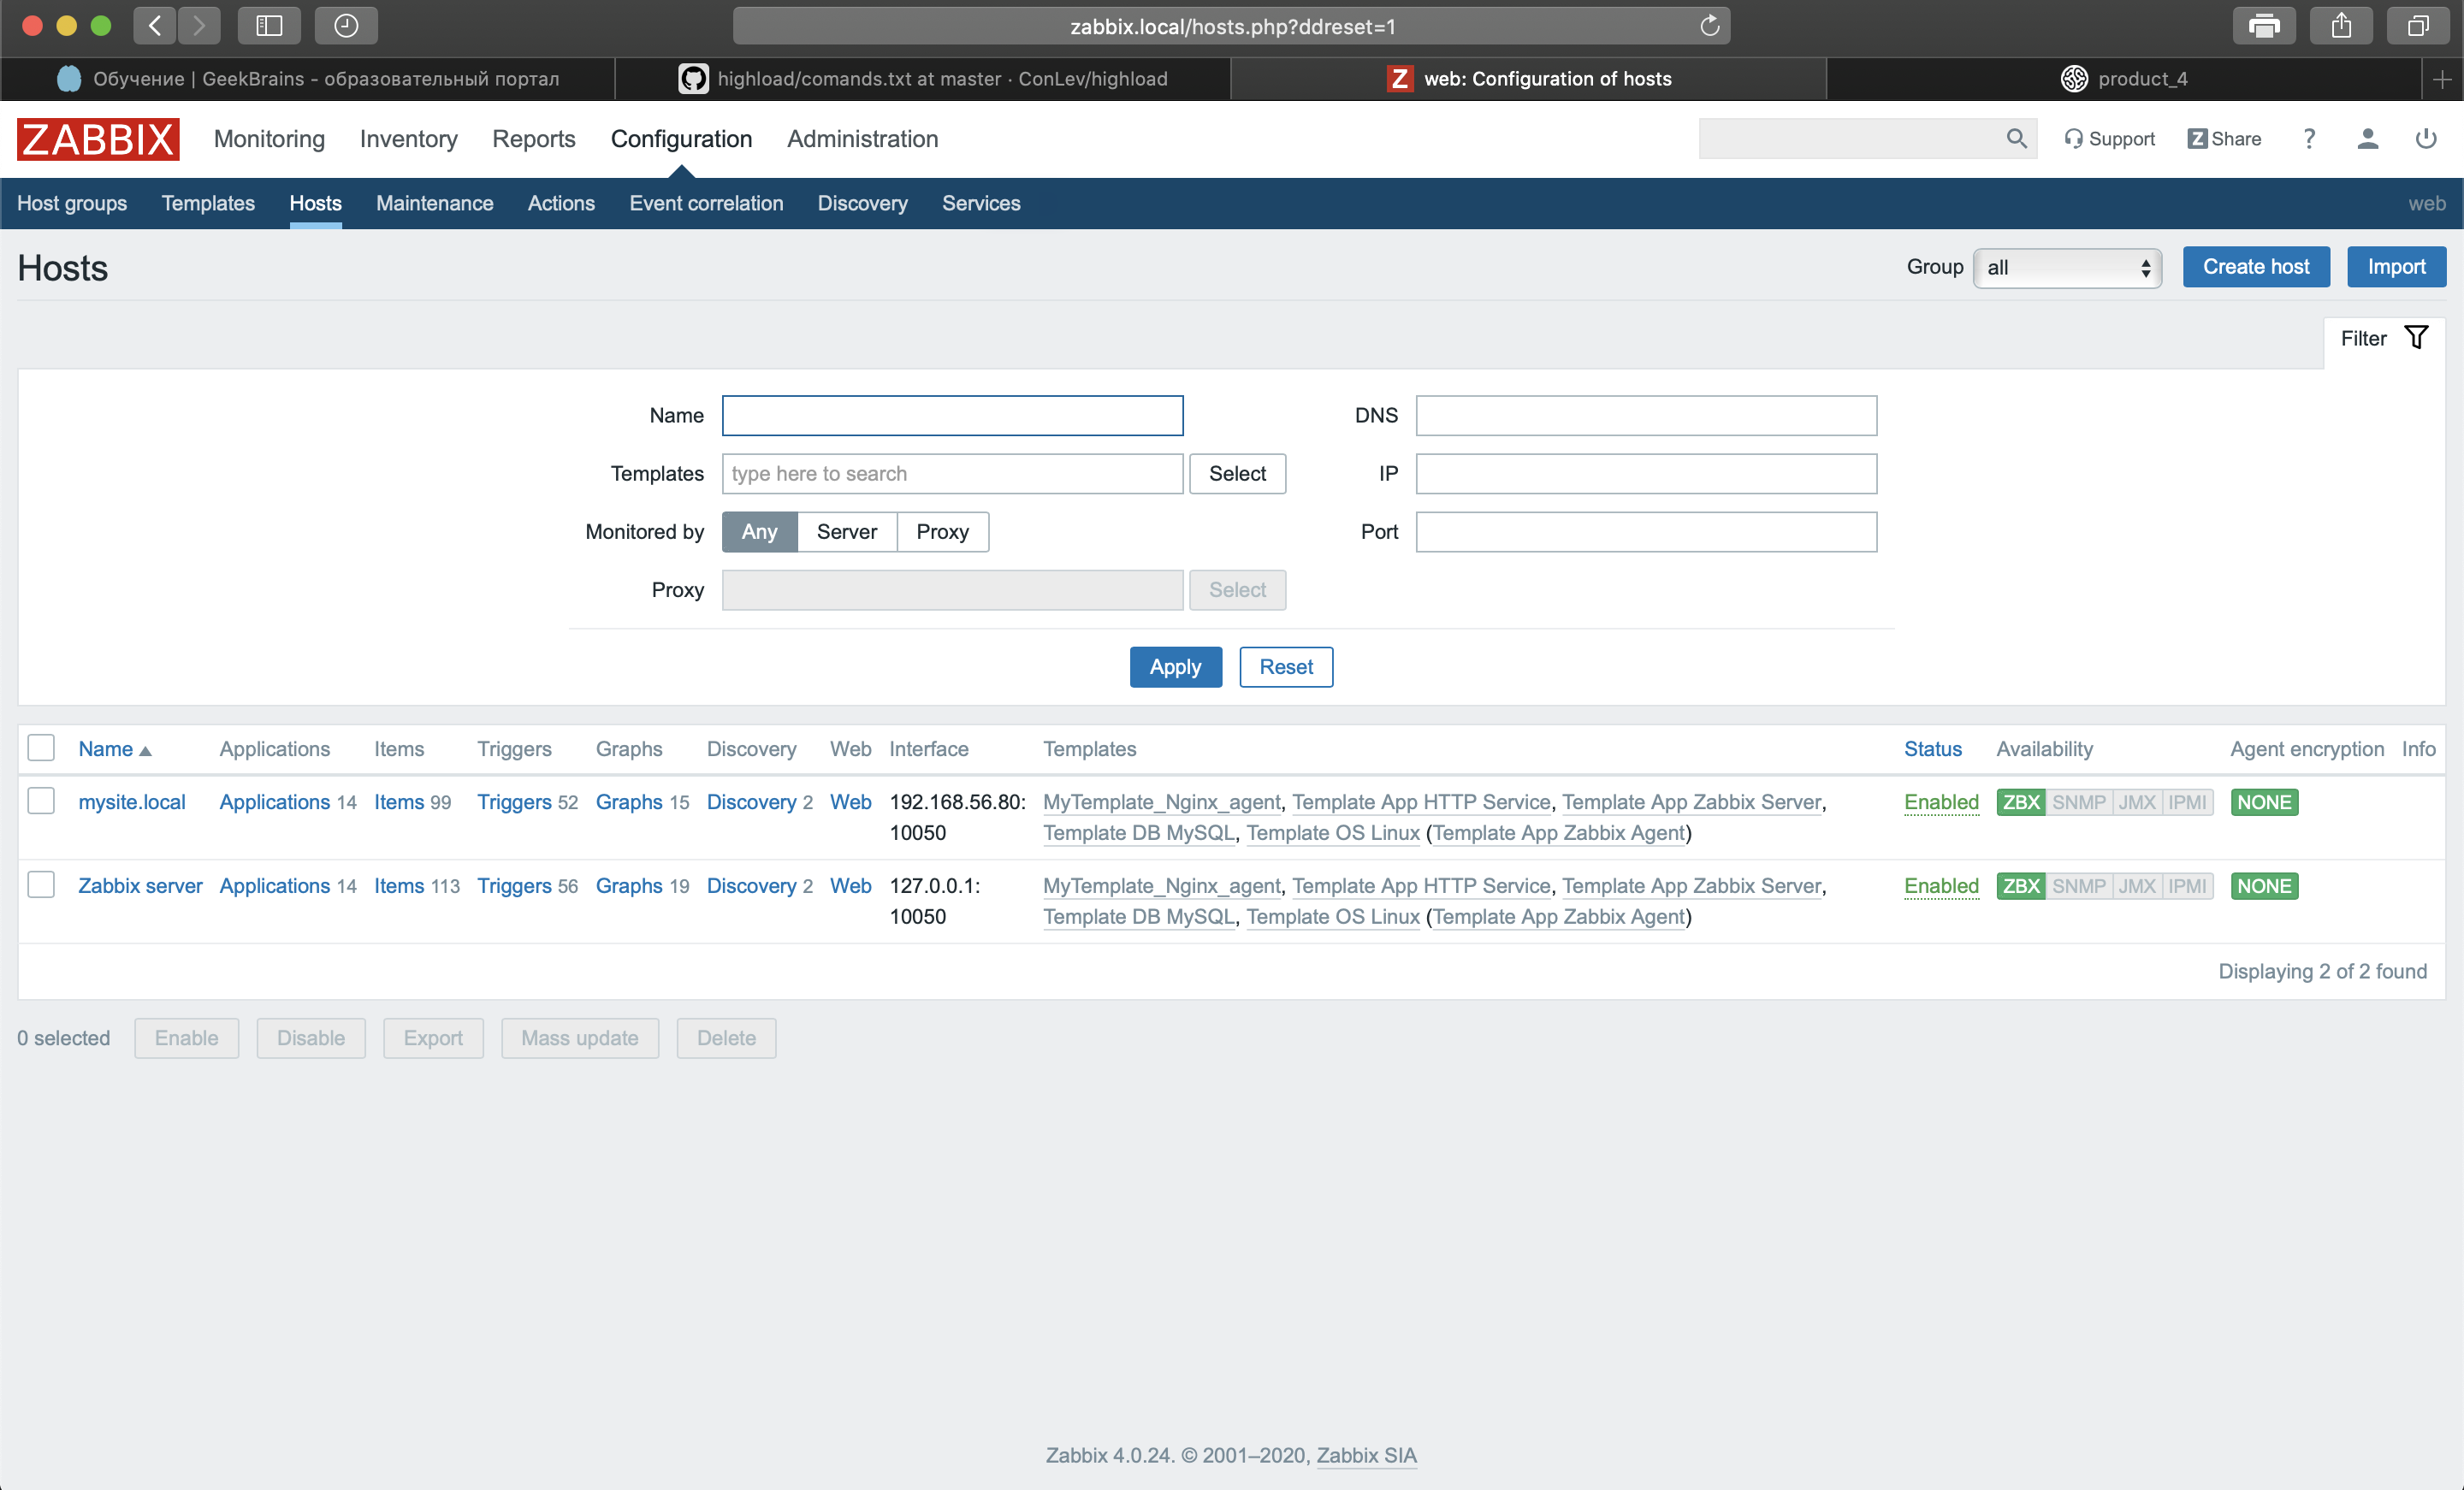 zabbix.local/hosts.php?ddreset=1
Обучение | GeekBrains - образовательный портал
highload/comands.txt at master · ConLev/highload
Z web: Configuration of hosts
product_4
ZABBIX Monitoring Inventory Reports Configuration Administration Support Z Share ?
Host groups Templates Hosts Maintenance Actions Event correlation Discovery Services web
Hosts Group all Create host Import
Filter
Name DNS
Templates type here to search Select IP
Monitored by Any Server Proxy Port
Proxy Select
Apply Reset
Name Applications Items Triggers Graphs Discovery Web Interface Templates Status Availability Agent encryption Info
mysite.local Applications 14 Items 99 Triggers 52 Graphs 15 Discovery 2 Web 192.168.56.80: MyTemplate_Nginx_agent, Template App HTTP Service, Template App Zabbix Server, Enabled ZBX SNMP JMX IPMI NONE
10050 Template DB MySQL, Template OS Linux (Template App Zabbix Agent)
Zabbix server Applications 14 Items 113 Triggers 56 Graphs 19 Discovery 2 Web 127.0.0.1: MyTemplate_Nginx_agent, Template App HTTP Service, Template App Zabbix Server, Enabled ZBX SNMP JMX IPMI NONE
10050 Template DB MySQL, Template OS Linux (Template App Zabbix Agent)
Displaying 2 of 2 found
0 selected Enable Disable Export Mass update Delete
Zabbix 4.0.24. © 2001–2020, Zabbix SIA